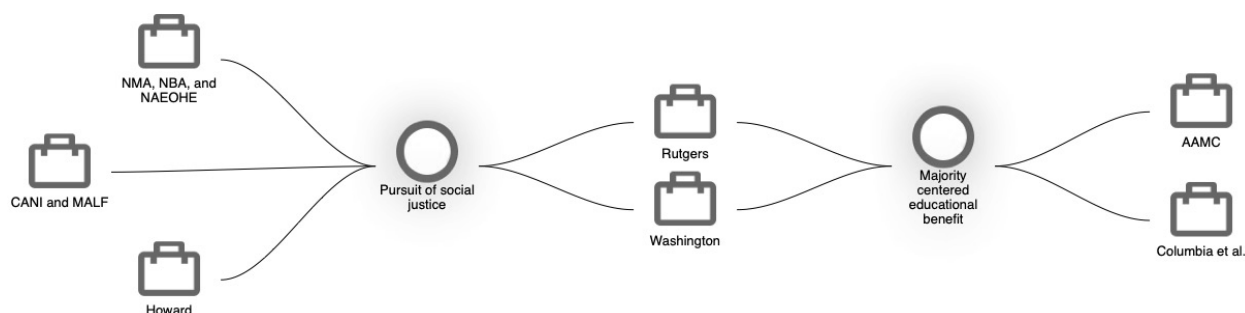 NMA, NBA, and
NAEOHE
CANI and MALF
Howard
Pursuit of social
justice
Rutgers
Washington
Majority
centered
educational
benefit
AAMC
Columbia et al.